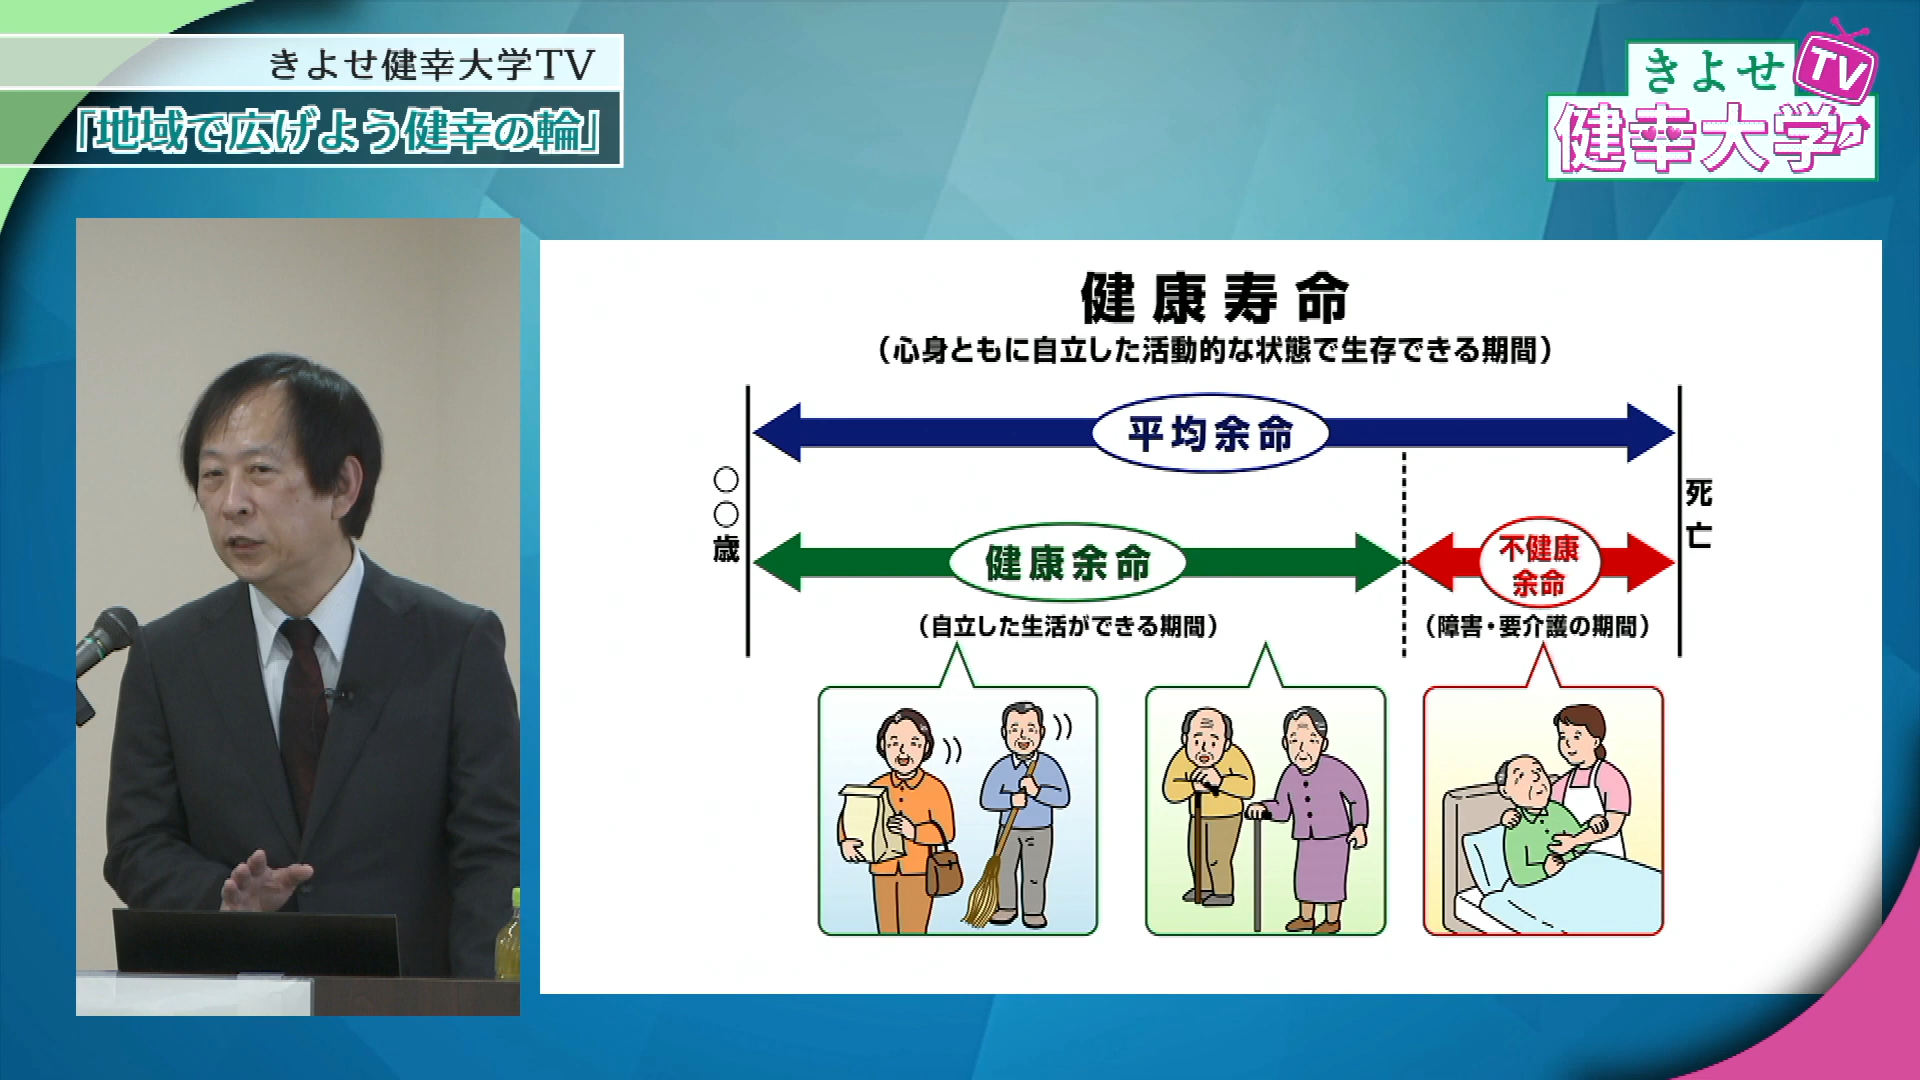 きよせ健幸大学TV
「地域で広げよう健幸の輪」
きよせ
TV
健幸大学
健康寿命
（心身ともに自立した活動的な状態で生存できる期間）
平均余命
○○歳
死亡
健康余命
不健康
余命
（自立した生活ができる期間）
（障害・要介護の期間）